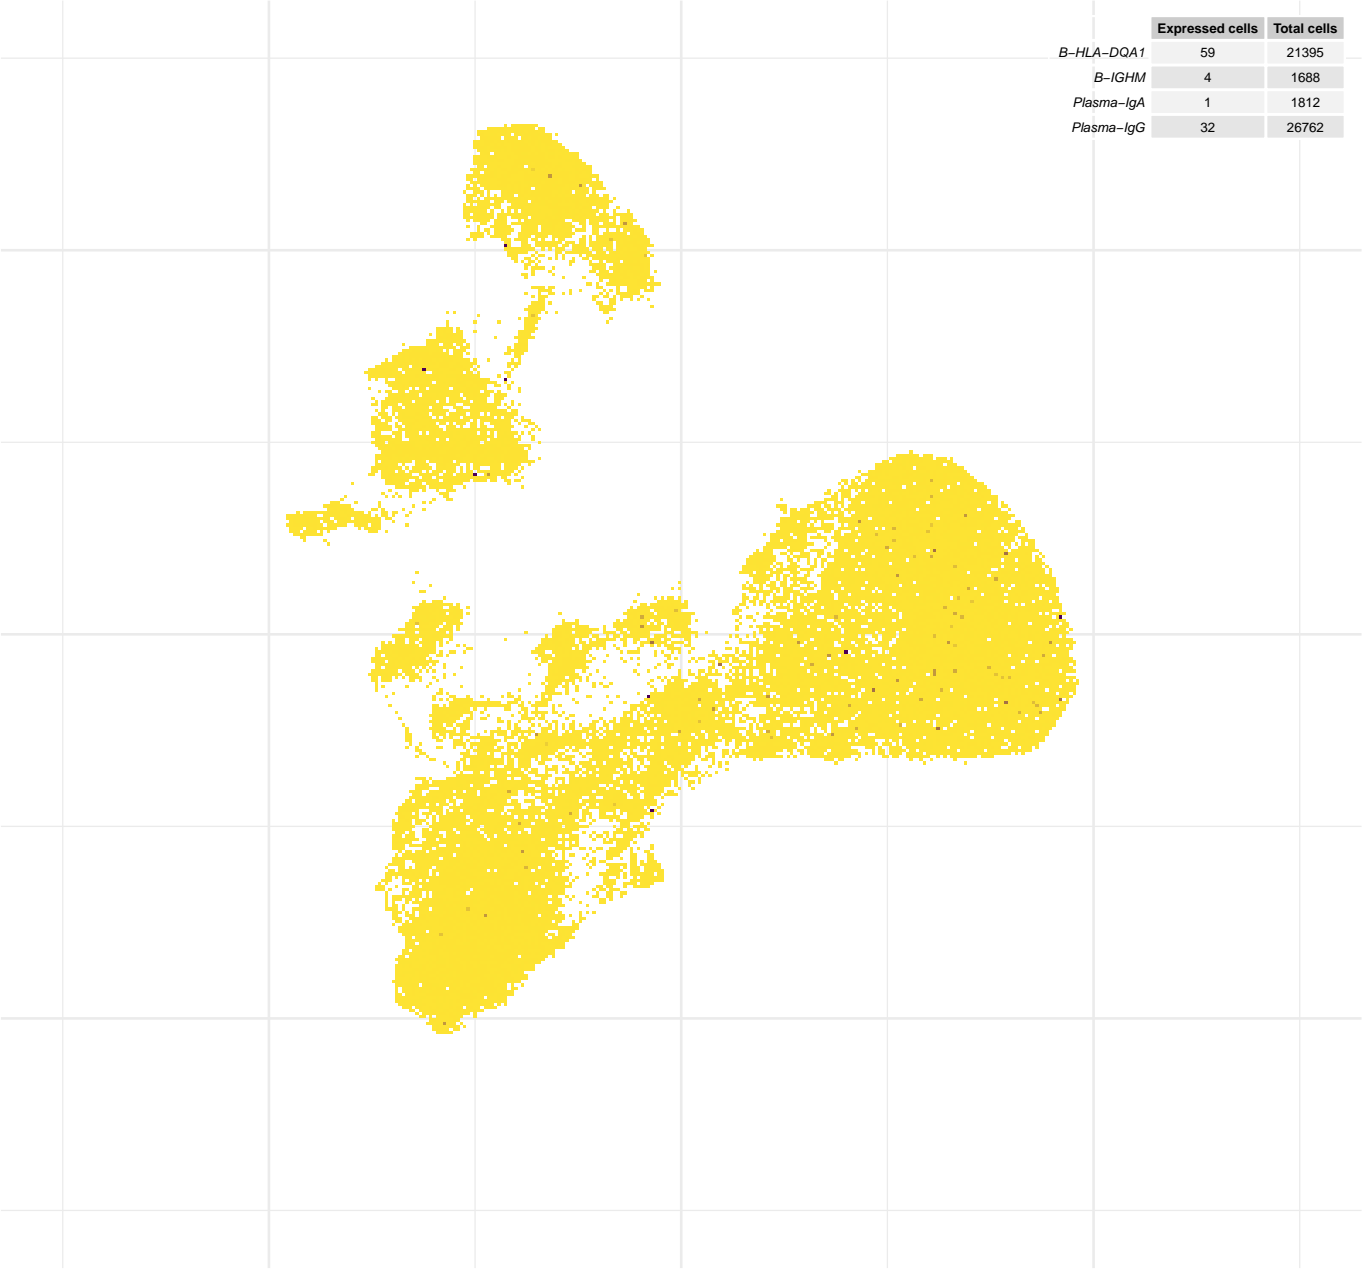 Expressed cells Total cells
B−HLA−DQA1 59 21395
B−IGHM 4 1688
Plasma−IgA 1 1812
Plasma−IgG 32 26762